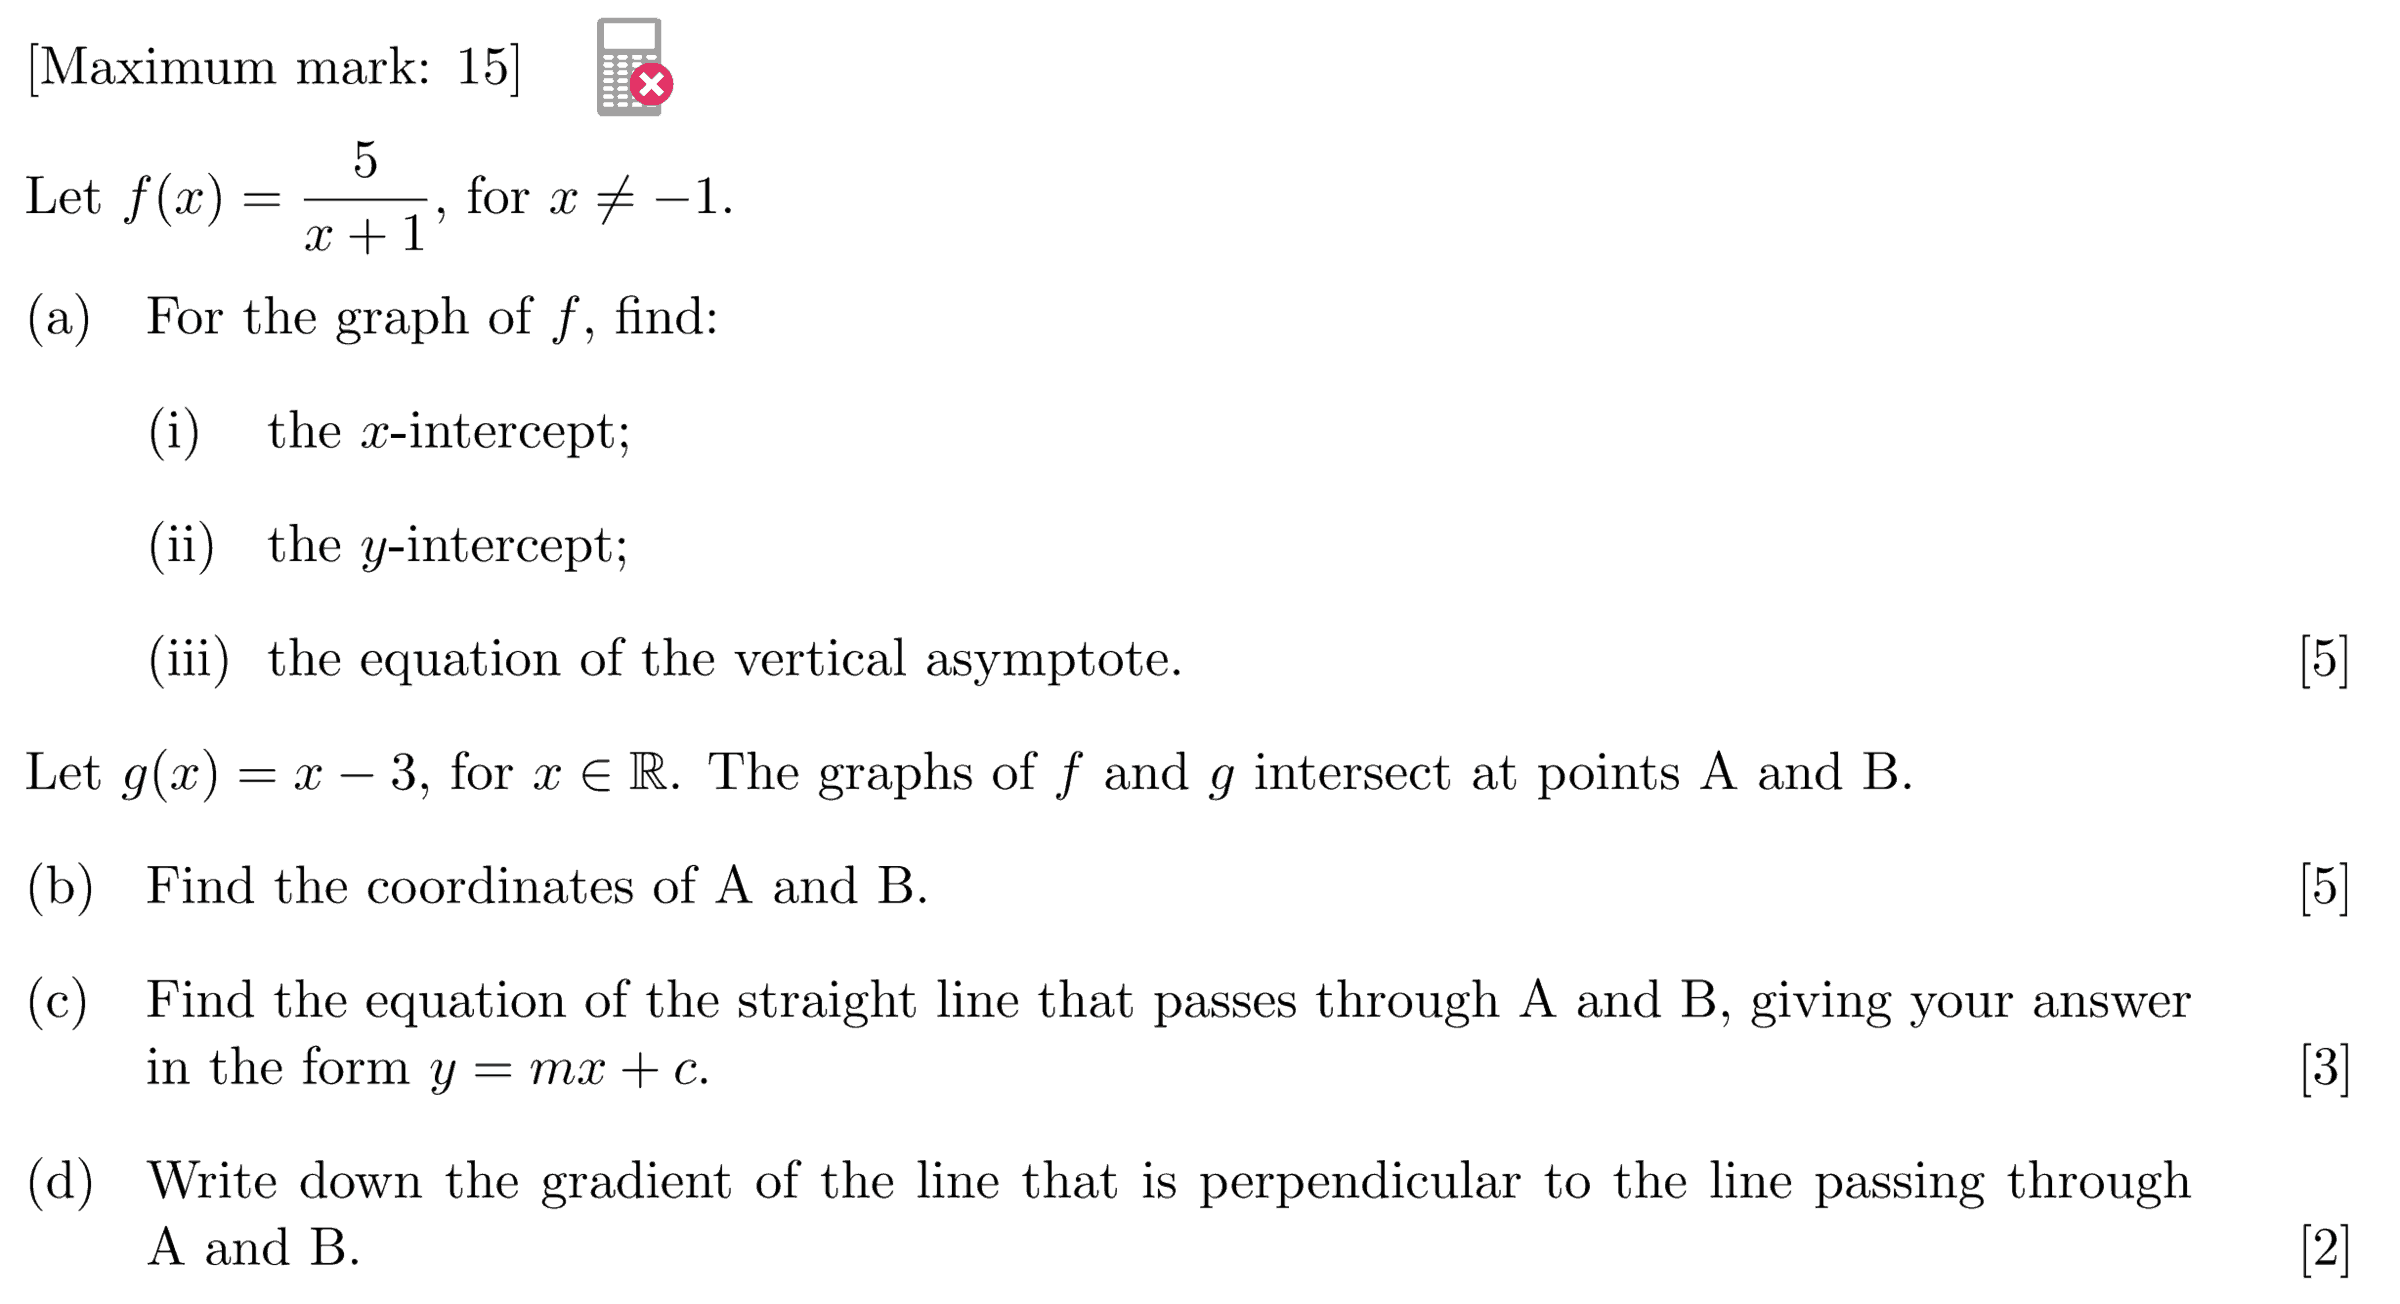 [Maximum mark: 15]
Let f(x) = 5/(x + 1), for x ≠ −1.
(a) For the graph of f, find:
(i) the x-intercept;
(ii) the y-intercept;
(iii) the equation of the vertical asymptote. [5]
Let g(x) = x − 3, for x ∈ ℝ. The graphs of f and g intersect at points A and B.
(b) Find the coordinates of A and B. [5]
(c) Find the equation of the straight line that passes through A and B, giving your answer
in the form y = mx + c. [3]
(d) Write down the gradient of the line that is perpendicular to the line passing through
A and B. [2]